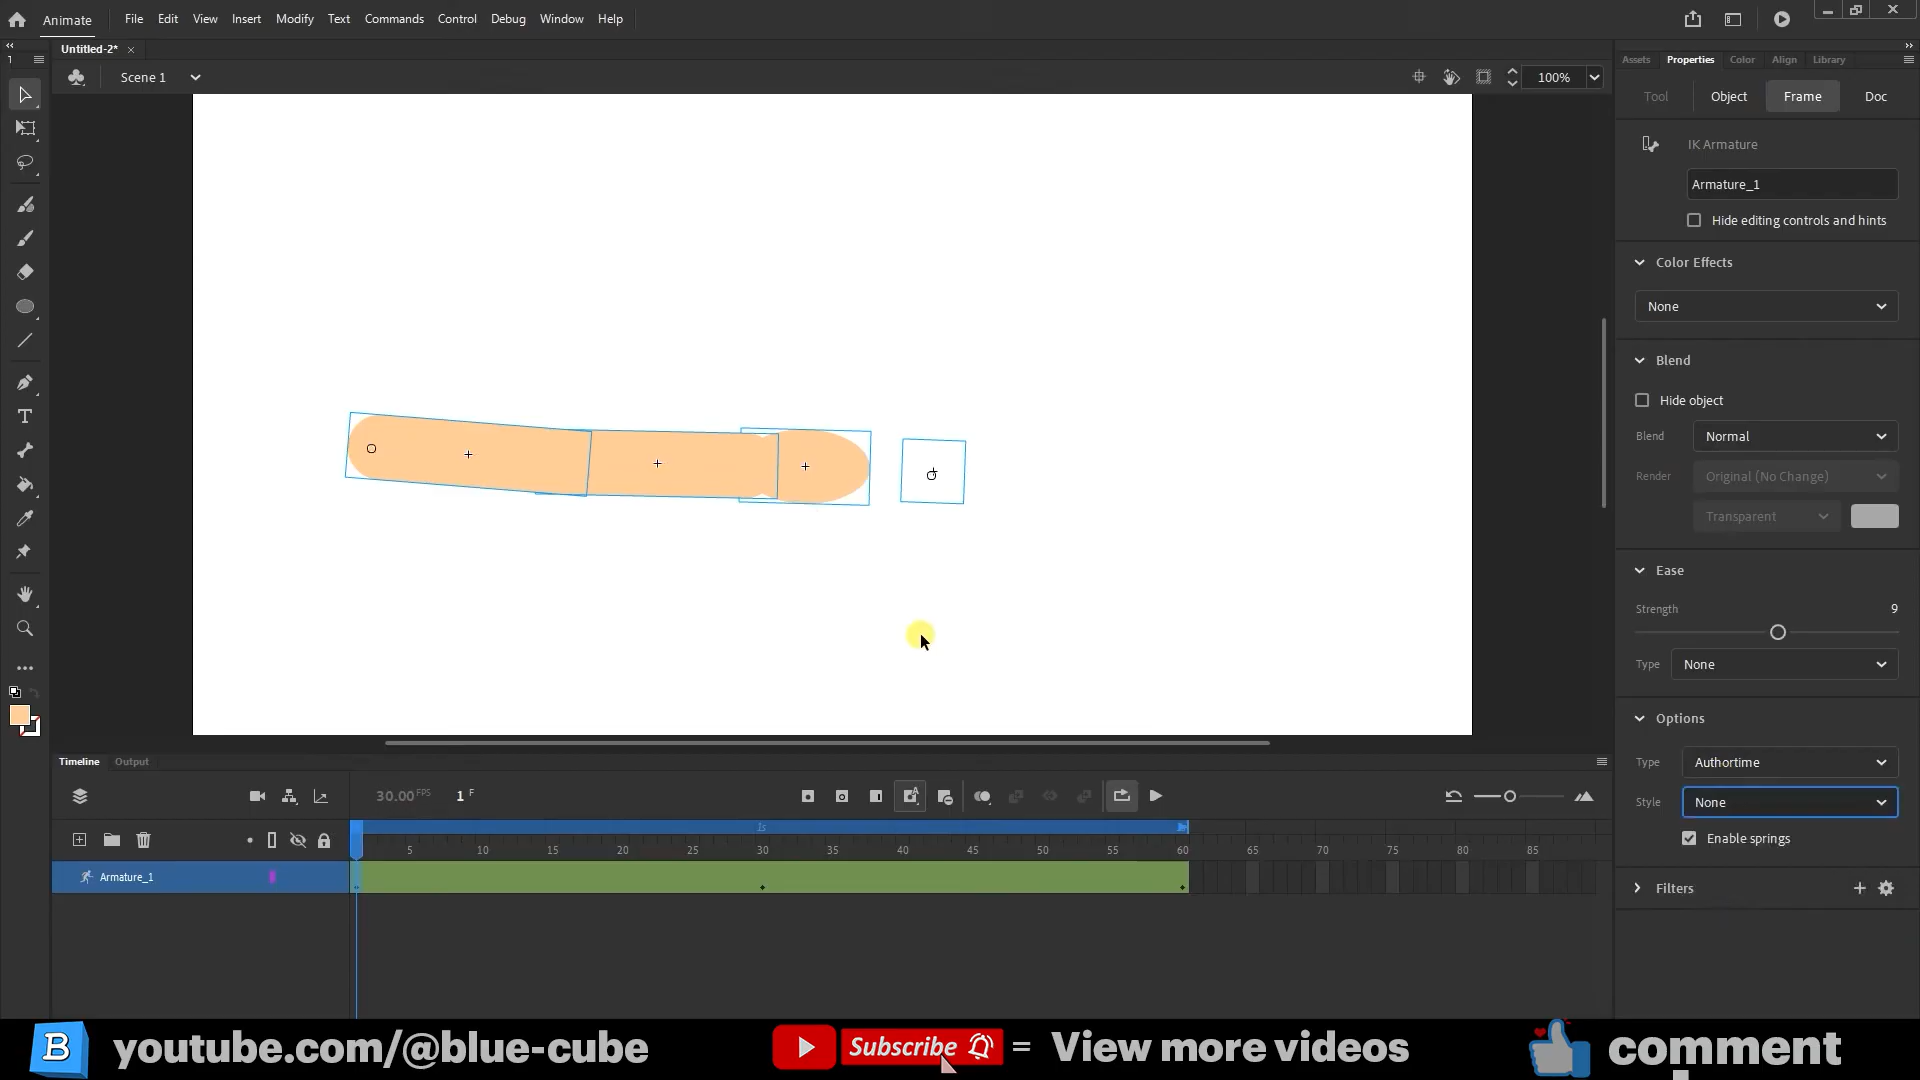 Animate File Edit View Insert Modify Text Commands Control Debug Window Help
Untitled-2* ×
1
Assets Properties Color Align Library
Scene 1
100%
Tool Object Frame Doc
IK Armature
Armature_1
Hide editing controls and hints
Color Effects
None
Blend
Hide object
Blend Normal
Render Original (No Change)
Transparent
Ease
Strength 9
Type None
Options
Type Authortime
Style None
Enable springs
Filters
Timeline Output
30.00 FPS 1 F
1s
5 10 15 20 25 30 35 40 45 50 55 60 65 70 75 80 85
Armature_1
B youtube.com/@blue-cube Subscribe = View more videos comment